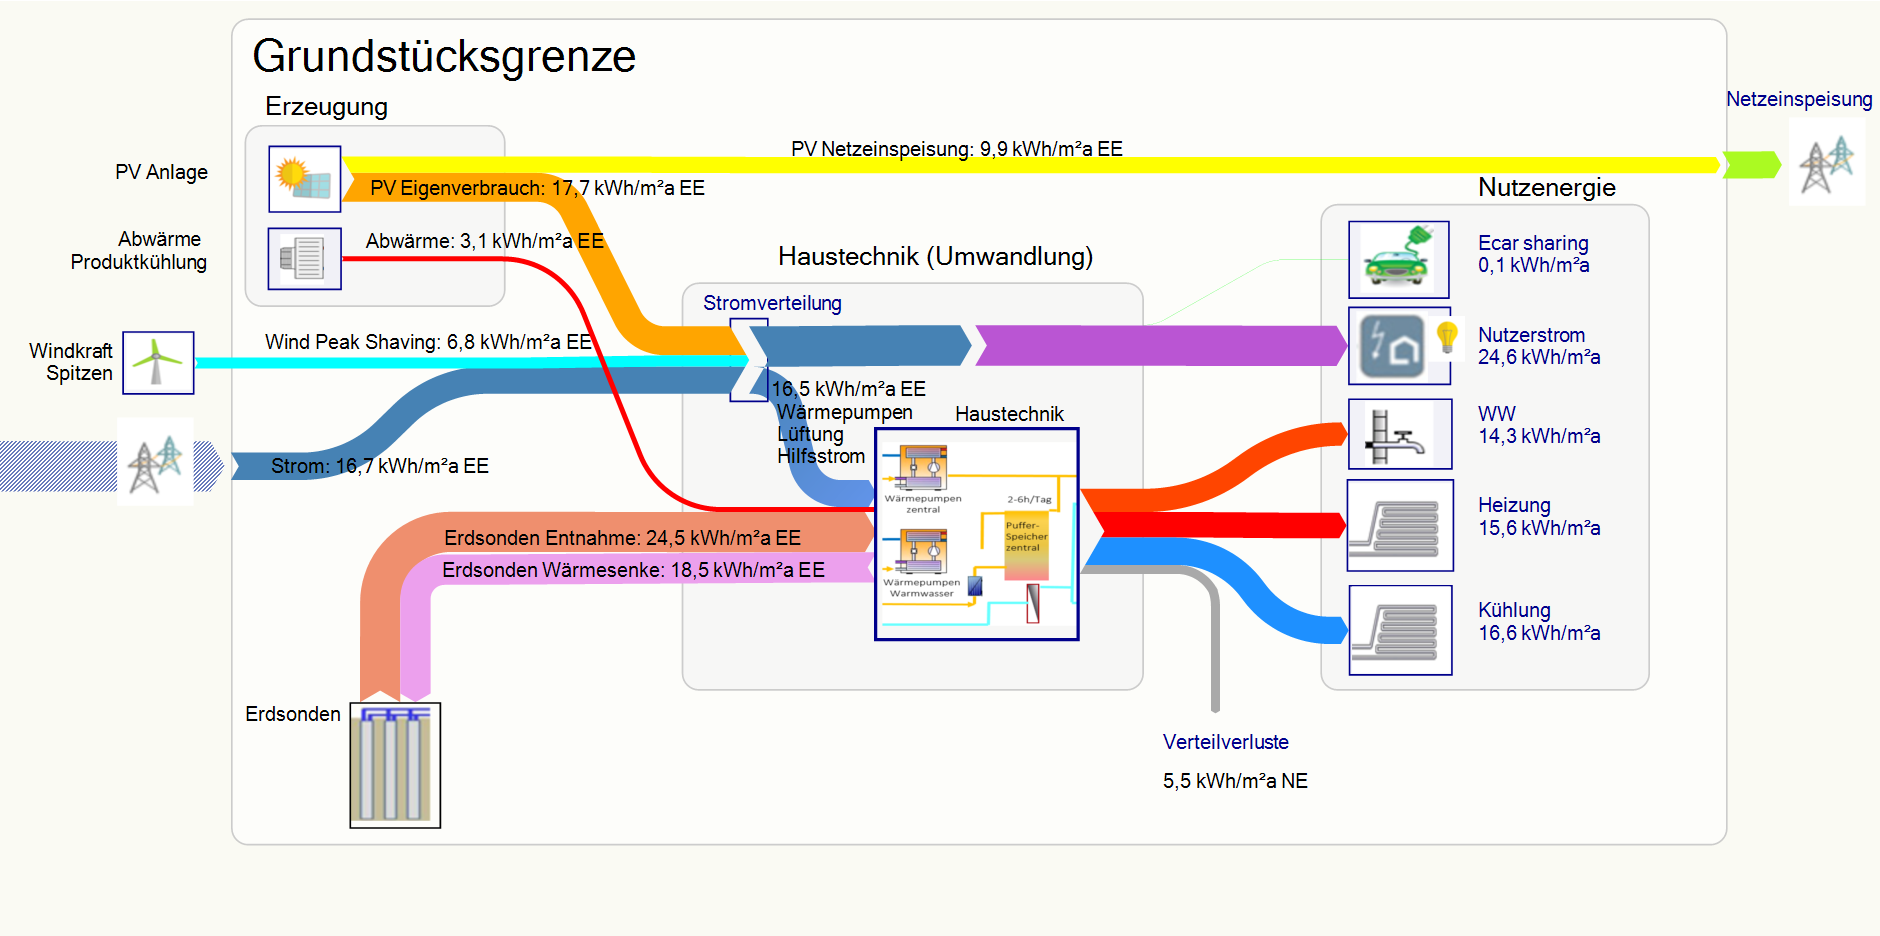 Grundstücksgrenze
Erzeugung
Netzeinspeisung
PV Netzeinspeisung: 9,9 kWh/m²a EE
PV Anlage
PV Eigenverbrauch: 17,7 kWh/m²a EE
Nutzenergie
Abwärme
Produktkühlung
Abwärme: 3,1 kWh/m²a EE
Haustechnik (Umwandlung)
Ecar sharing
0,1 kWh/m²a
Stromverteilung
Windkraft
Spitzen
Wind Peak Shaving: 6,8 kWh/m²a EE
Nutzerstrom
24,6 kWh/m²a
16,5 kWh/m²a EE
Wärmepumpen
Lüftung
Hilfsstrom
Haustechnik
WW
14,3 kWh/m²a
Strom: 16,7 kWh/m²a EE
Wärmepumpen
zentral
2-6h/Tag
Puffer-
Speicher
zentral
Heizung
15,6 kWh/m²a
Erdsonden Entnahme: 24,5 kWh/m²a EE
Erdsonden Wärmesenke: 18,5 kWh/m²a EE
Wärmepumpen
Warmwasser
Kühlung
16,6 kWh/m²a
Erdsonden
Verteilverluste
5,5 kWh/m²a NE